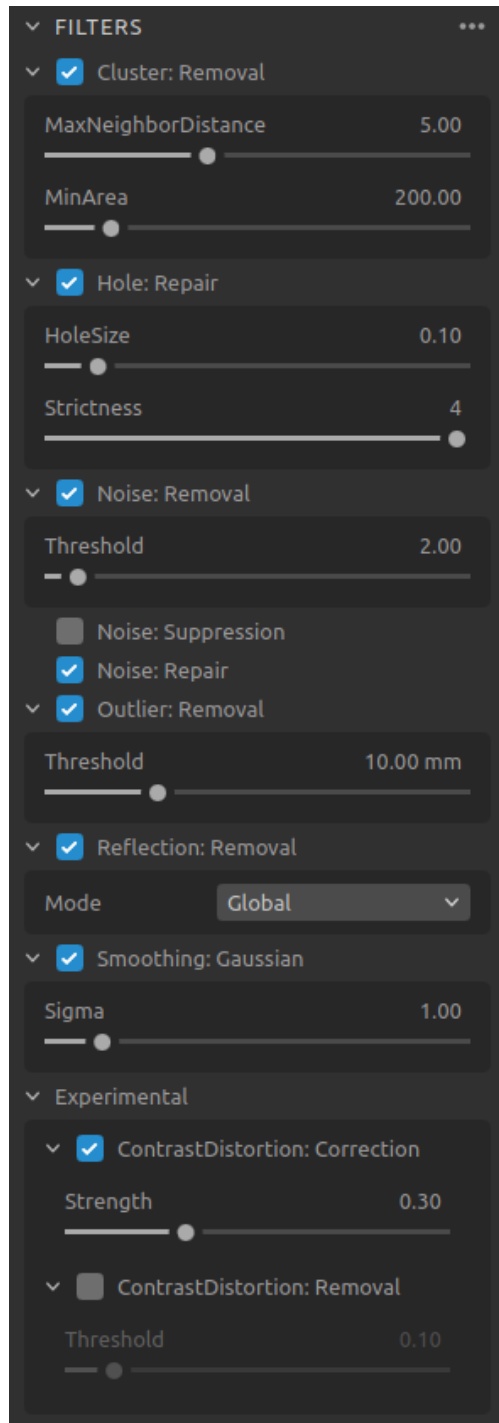 FILTERS
Cluster: Removal
MaxNeighborDistance 5.00
MinArea 200.00
Hole: Repair
HoleSize 0.10
Strictness 4
Noise: Removal
Threshold 2.00
Noise: Suppression
Noise: Repair
Outlier: Removal
Threshold 10.00 mm
Reflection: Removal
Mode Global
Smoothing: Gaussian
Sigma 1.00
Experimental
ContrastDistortion: Correction
Strength 0.30
ContrastDistortion: Removal
Threshold 0.10